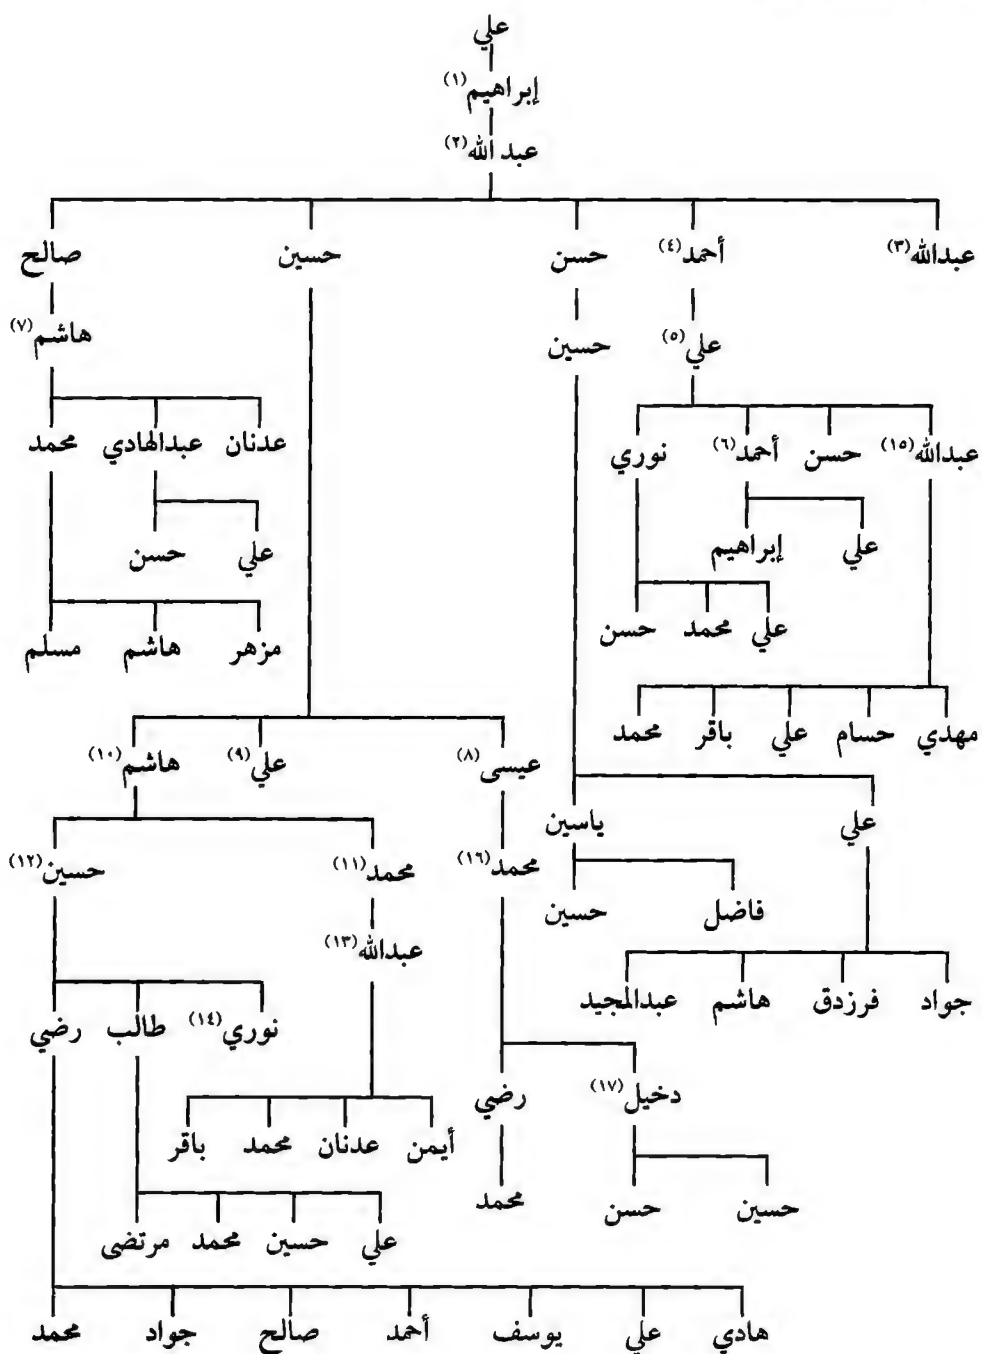 علي
إبراهيم (١)
عبد الله (٢)
عبدالله (٣) أحمد (٤) حسن حسين صالح
علي (٥) حسين هاشم (٧)
عبدالله (١٥) حسن أحمد (٦) نوري عدنان عبدالهادي محمد
علي إبراهيم علي حسن
علي محمد حسن مزهر هاشم مسلم
مهدي حسام علي باقر محمد عيسى (٨) علي (٩) هاشم (١٠)
علي ياسين محمد (١٦) محمد (١١) حسين (١٢)
فاضل حسين عبدالله (١٣)
جواد فرزدق هاشم عبدالمجيد نوري (١٤) طالب رضي
دخيل (١٧) رضي أيمن عدنان محمد باقر
حسين حسن محمد علي حسين محمد مرتضى
هادي علي يوسف أحمد صالح جواد محمد